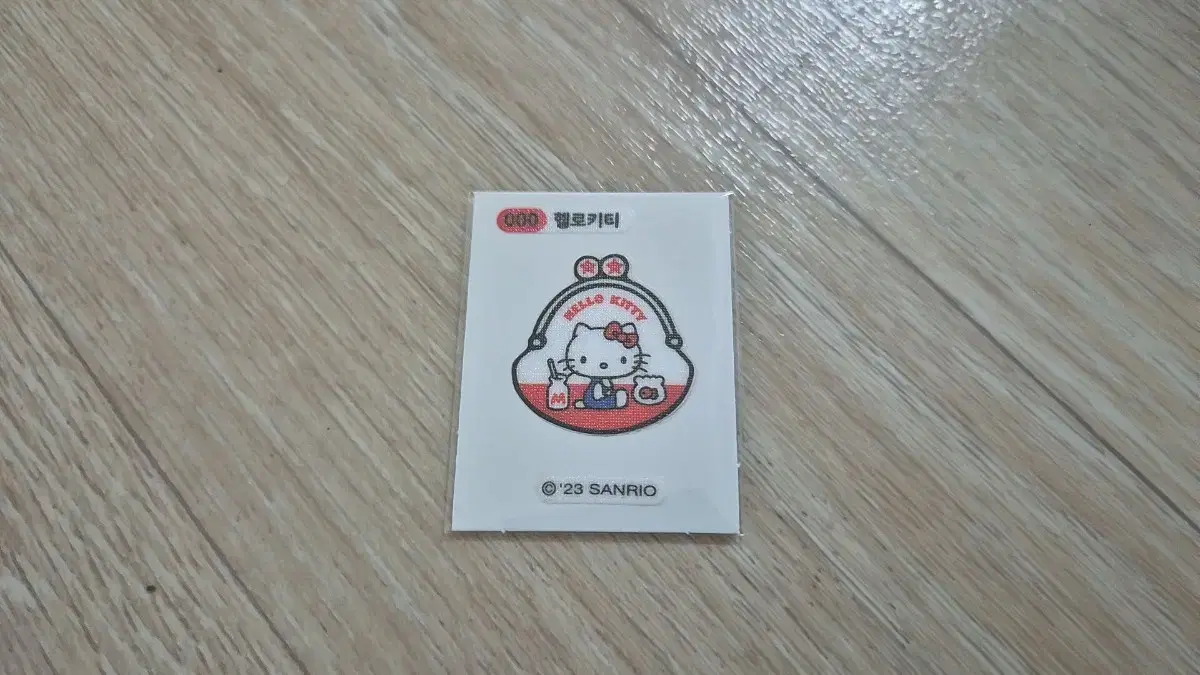 000 헬로키티
HELLO KITTY
M
© '23 SANRIO